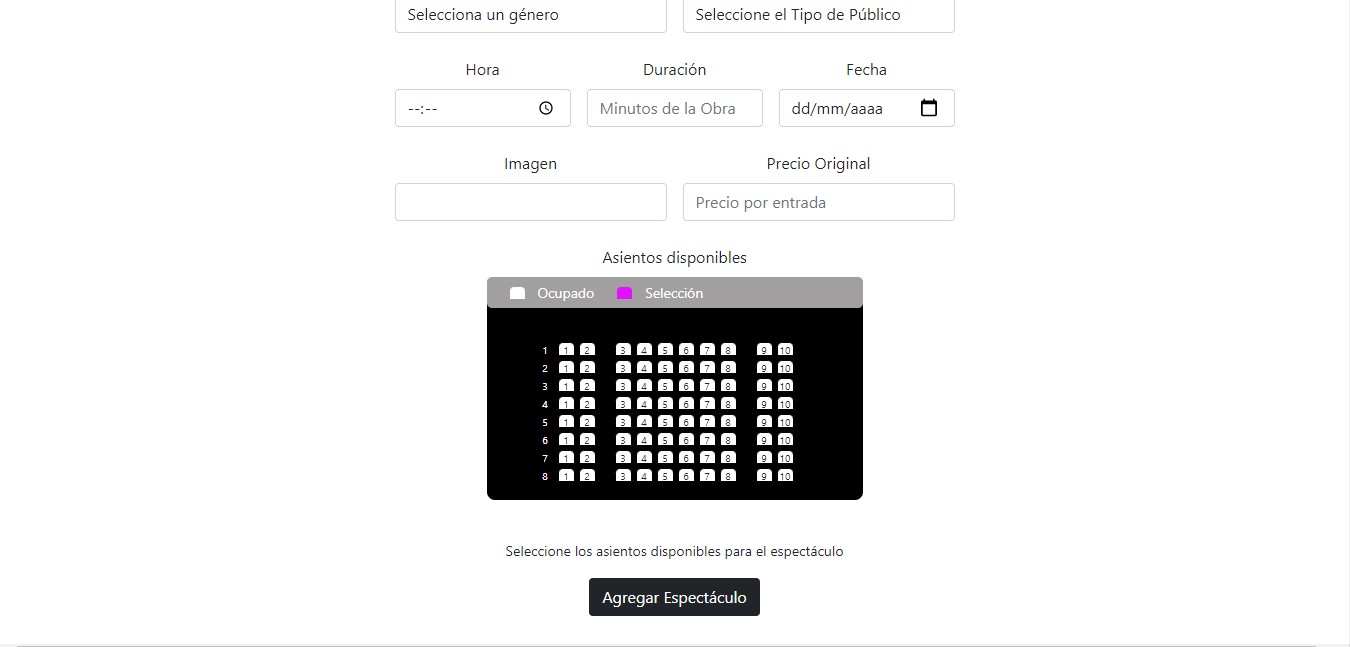 Selecciona un género Seleccione el Tipo de Público
Hora Duración Fecha
--:-- Minutos de la Obra dd/mm/aaaa
Imagen Precio Original
Precio por entrada
Asientos disponibles
Ocupado Selección
1 1 2 3 4 5 6 7 8 9 10
2 1 2 3 4 5 6 7 8 9 10
3 1 2 3 4 5 6 7 8 9 10
4 1 2 3 4 5 6 7 8 9 10
5 1 2 3 4 5 6 7 8 9 10
6 1 2 3 4 5 6 7 8 9 10
7 1 2 3 4 5 6 7 8 9 10
8 1 2 3 4 5 6 7 8 9 10
Seleccione los asientos disponibles para el espectáculo
Agregar Espectáculo